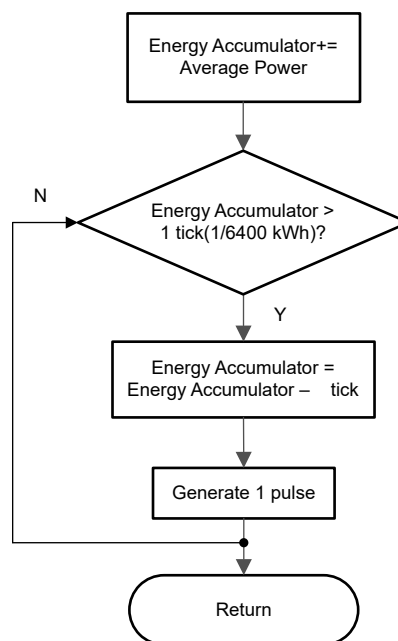 Energy Accumulator+=
Average Power
N
Energy Accumulator >
1 tick(1/6400 kWh)?
Y
Energy Accumulator =
Energy Accumulator – tick
Generate 1 pulse
Return